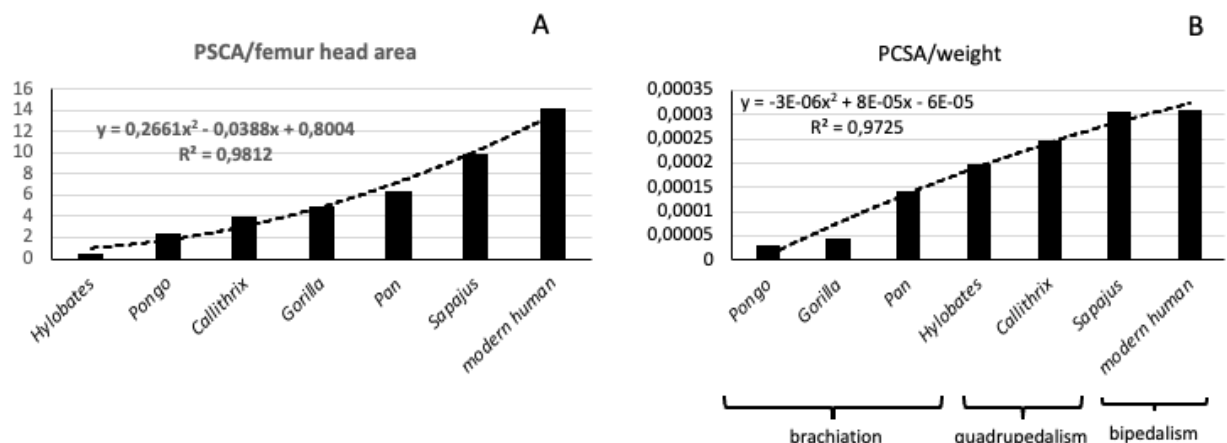 A
PSCA/femur head area
16
14
12
10
8
6
4
2
0
y = 0,2661x² - 0,0388x + 0,8004
R² = 0,9812
Hylobates
Pongo
Callithrix
Gorilla
Pan
Sapajus
modern human
B
PCSA/weight
0,00035
0,0003
0,00025
0,0002
0,00015
0,0001
0,00005
0
y = -3E-06x² + 8E-05x - 6E-05
R² = 0,9725
Pongo
Gorilla
Pan
Hylobates
Callithrix
Sapajus
modern human
brachiation
quadrupedalism
bipedalism